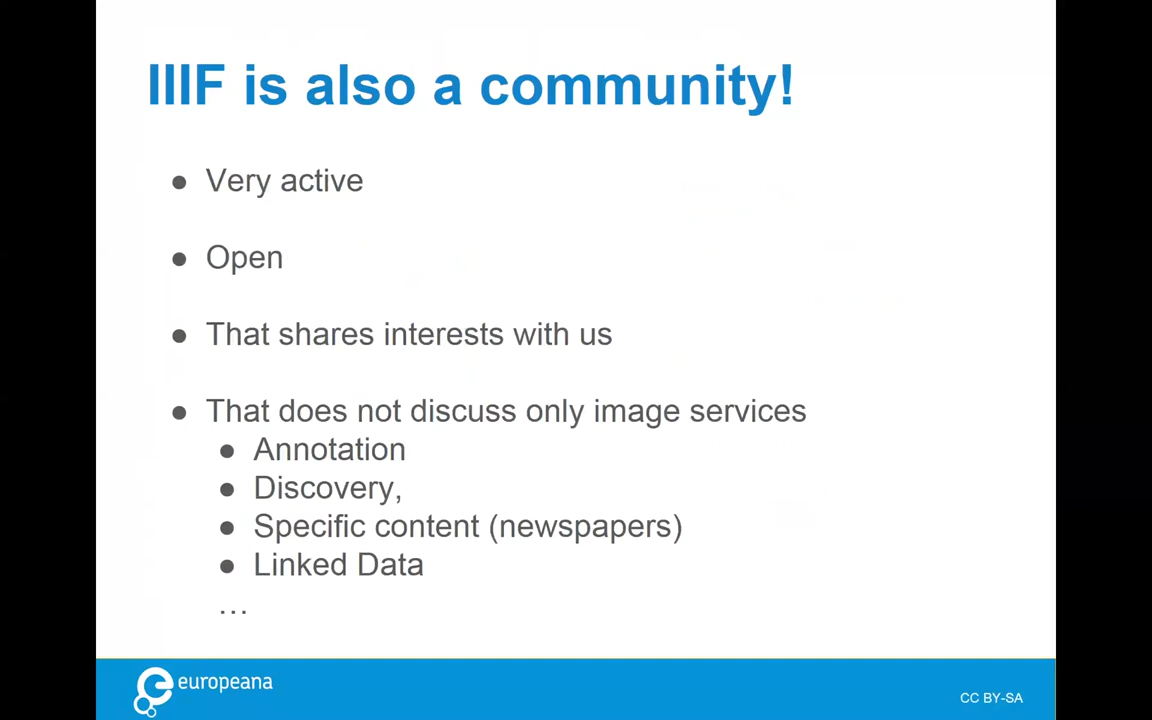 IIIF is also a community!
● Very active
● Open
● That shares interests with us
● That does not discuss only image services
● Annotation
● Discovery,
● Specific content (newspapers)
● Linked Data
…
europeana
CC BY-SA